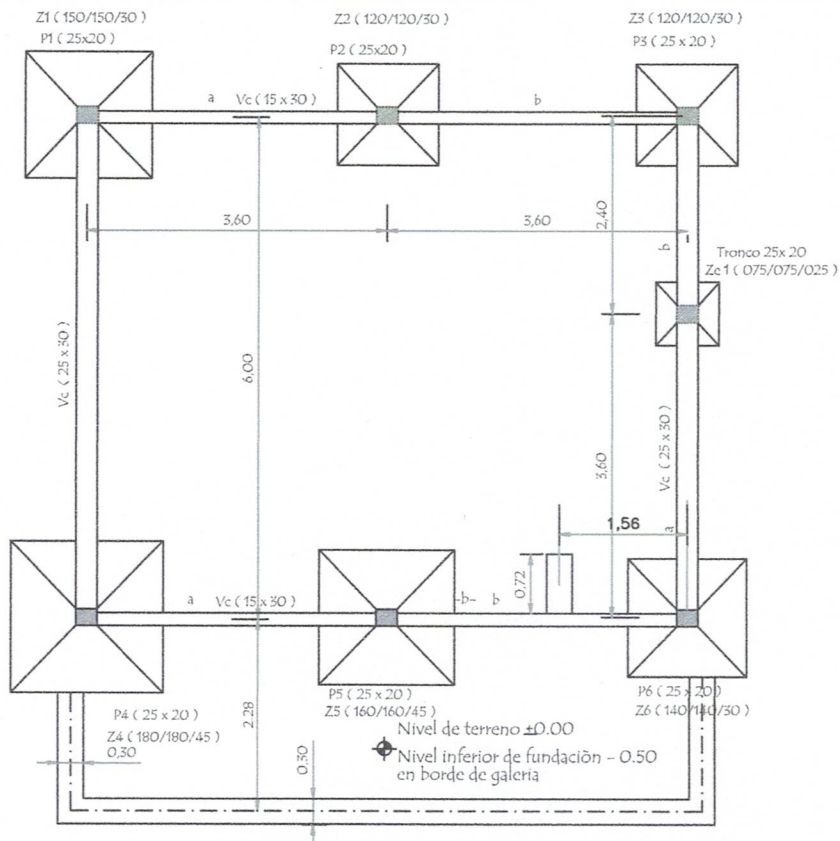 Z1 ( 150/150/30 )
P1 ( 25x20 )
Z2 ( 120/120/30 )
P2 ( 25x20 )
Z3 ( 120/120/30 )
P3 ( 25 x 20 )
a
Vc ( 15 x 30 )
b
3,60
3,60
2,40
b
Tronco 25x 20
Ze1 ( 075/075/025 )
Vc ( 25 x 30 )
6,00
Vc ( 25 x 30 )
3,60
1,56
a
0,72
a
Vc ( 15 x 30 )
-b-
b
P4 ( 25 x 20 )
Z4 ( 180/180/45 )
0,30
2.28
P5 ( 25 x 20 )
Z5 ( 160/160/45 )
P6 ( 25 x 20 )
Z6 ( 140/140/30 )
0,30
Nivel de terreno ±0.00
Nivel inferior de fundaciõn - 0.50
en borde de galeria